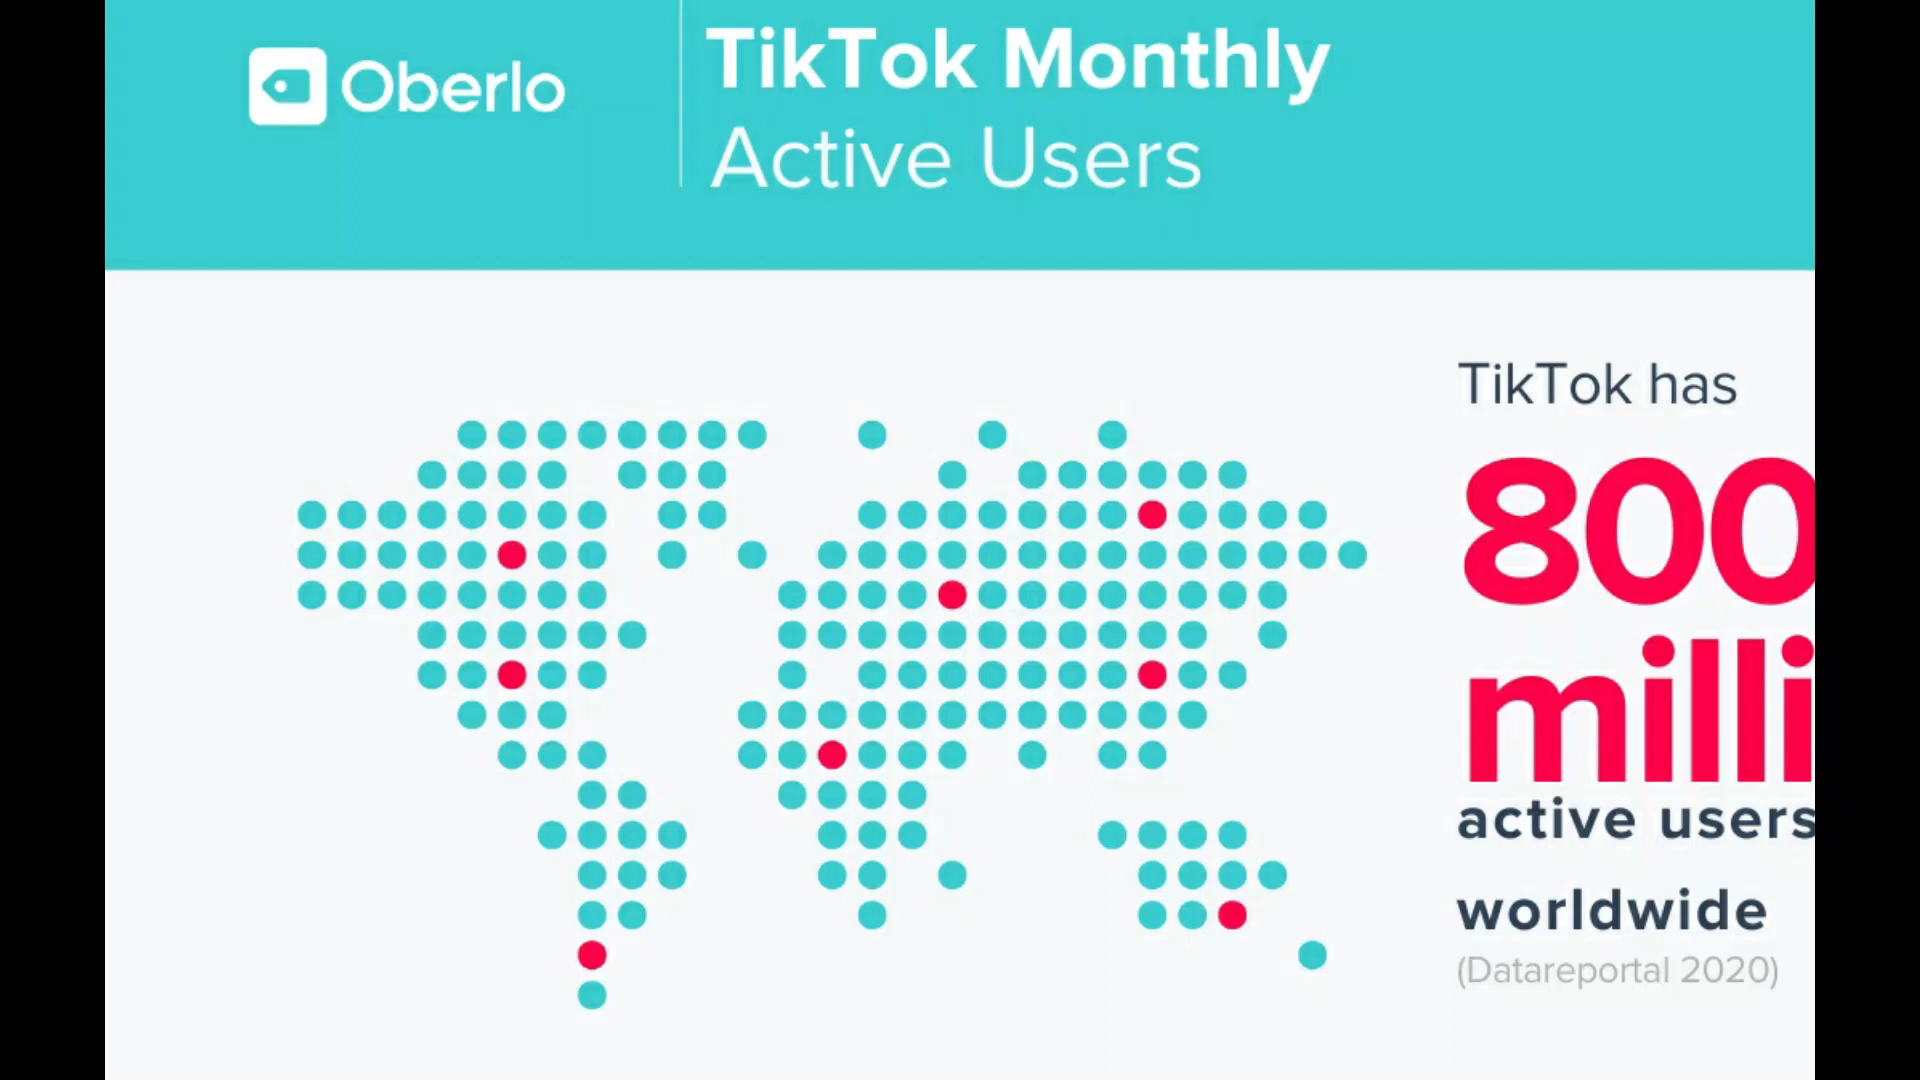 Oberlo
TikTok Monthly
Active Users
TikTok has
800
milli
active users
worldwide
(Datareportal 2020)